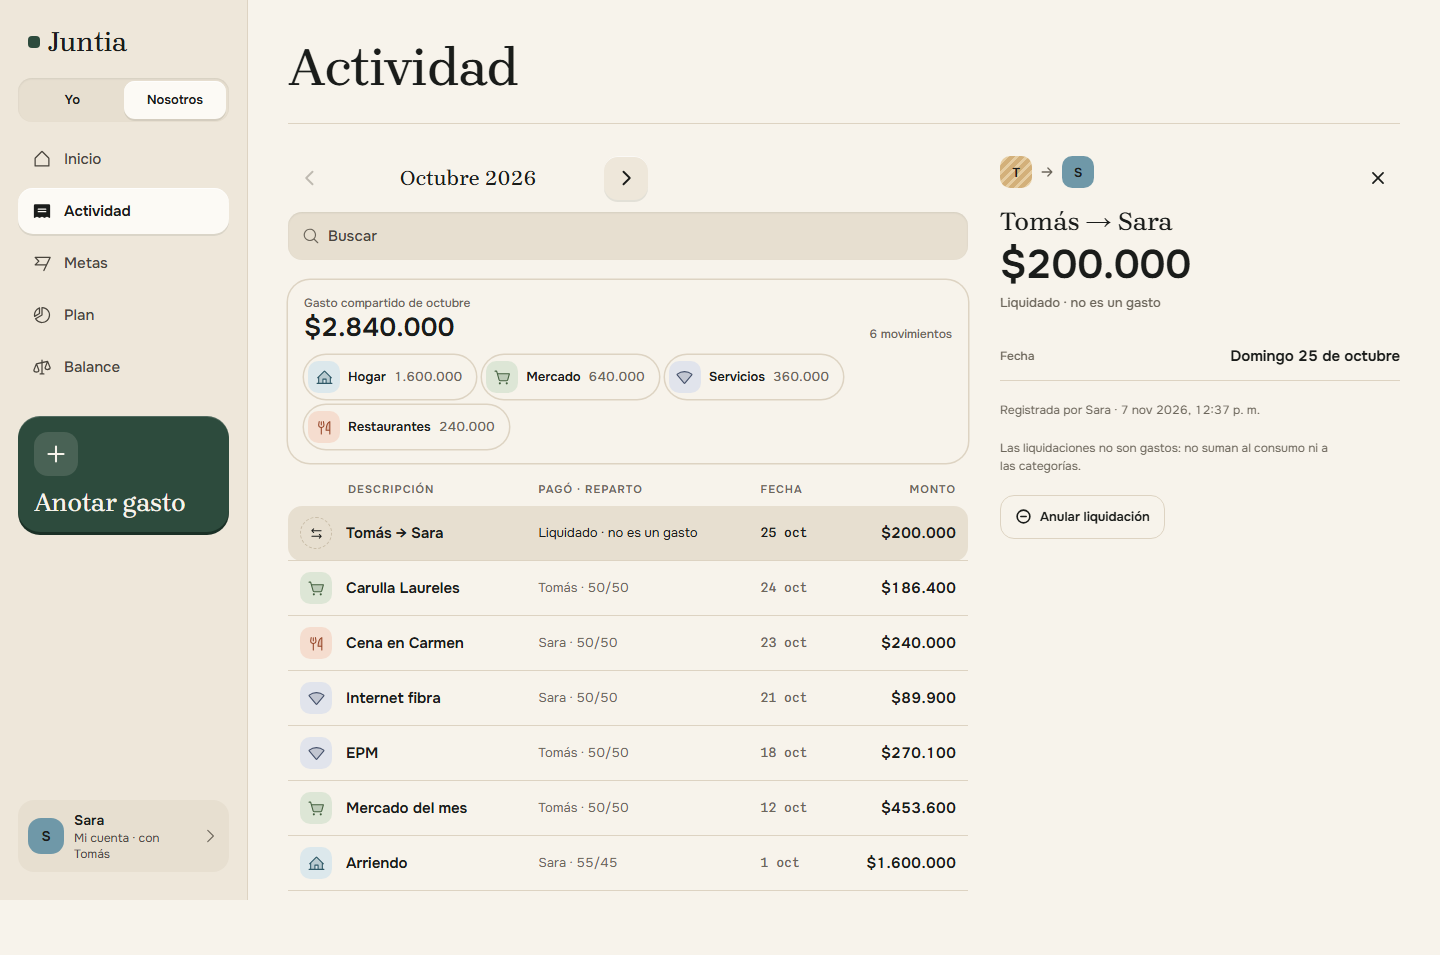 Juntia
Yo
Nosotros
Inicio
Actividad
Metas
Plan
Balance
Anotar gasto
S
Sara
Mi cuenta · con
Tomás
Actividad
Octubre 2026
Buscar
Gasto compartido de octubre
$2.840.000
6 movimientos
Hogar 1.600.000
Mercado 640.000
Servicios 360.000
Restaurantes 240.000
DESCRIPCIÓN PAGÓ · REPARTO FECHA MONTO
Tomás → Sara Liquidado · no es un gasto 25 oct $200.000
Carulla Laureles Tomás · 50/50 24 oct $186.400
Cena en Carmen Sara · 50/50 23 oct $240.000
Internet fibra Sara · 50/50 21 oct $89.900
EPM Tomás · 50/50 18 oct $270.100
Mercado del mes Tomás · 50/50 12 oct $453.600
Arriendo Sara · 55/45 1 oct $1.600.000
T → S
Tomás → Sara
$200.000
Liquidado · no es un gasto
Fecha Domingo 25 de octubre
Registrada por Sara · 7 nov 2026, 12:37 p. m.
Las liquidaciones no son gastos: no suman al consumo ni a
las categorías.
Anular liquidación